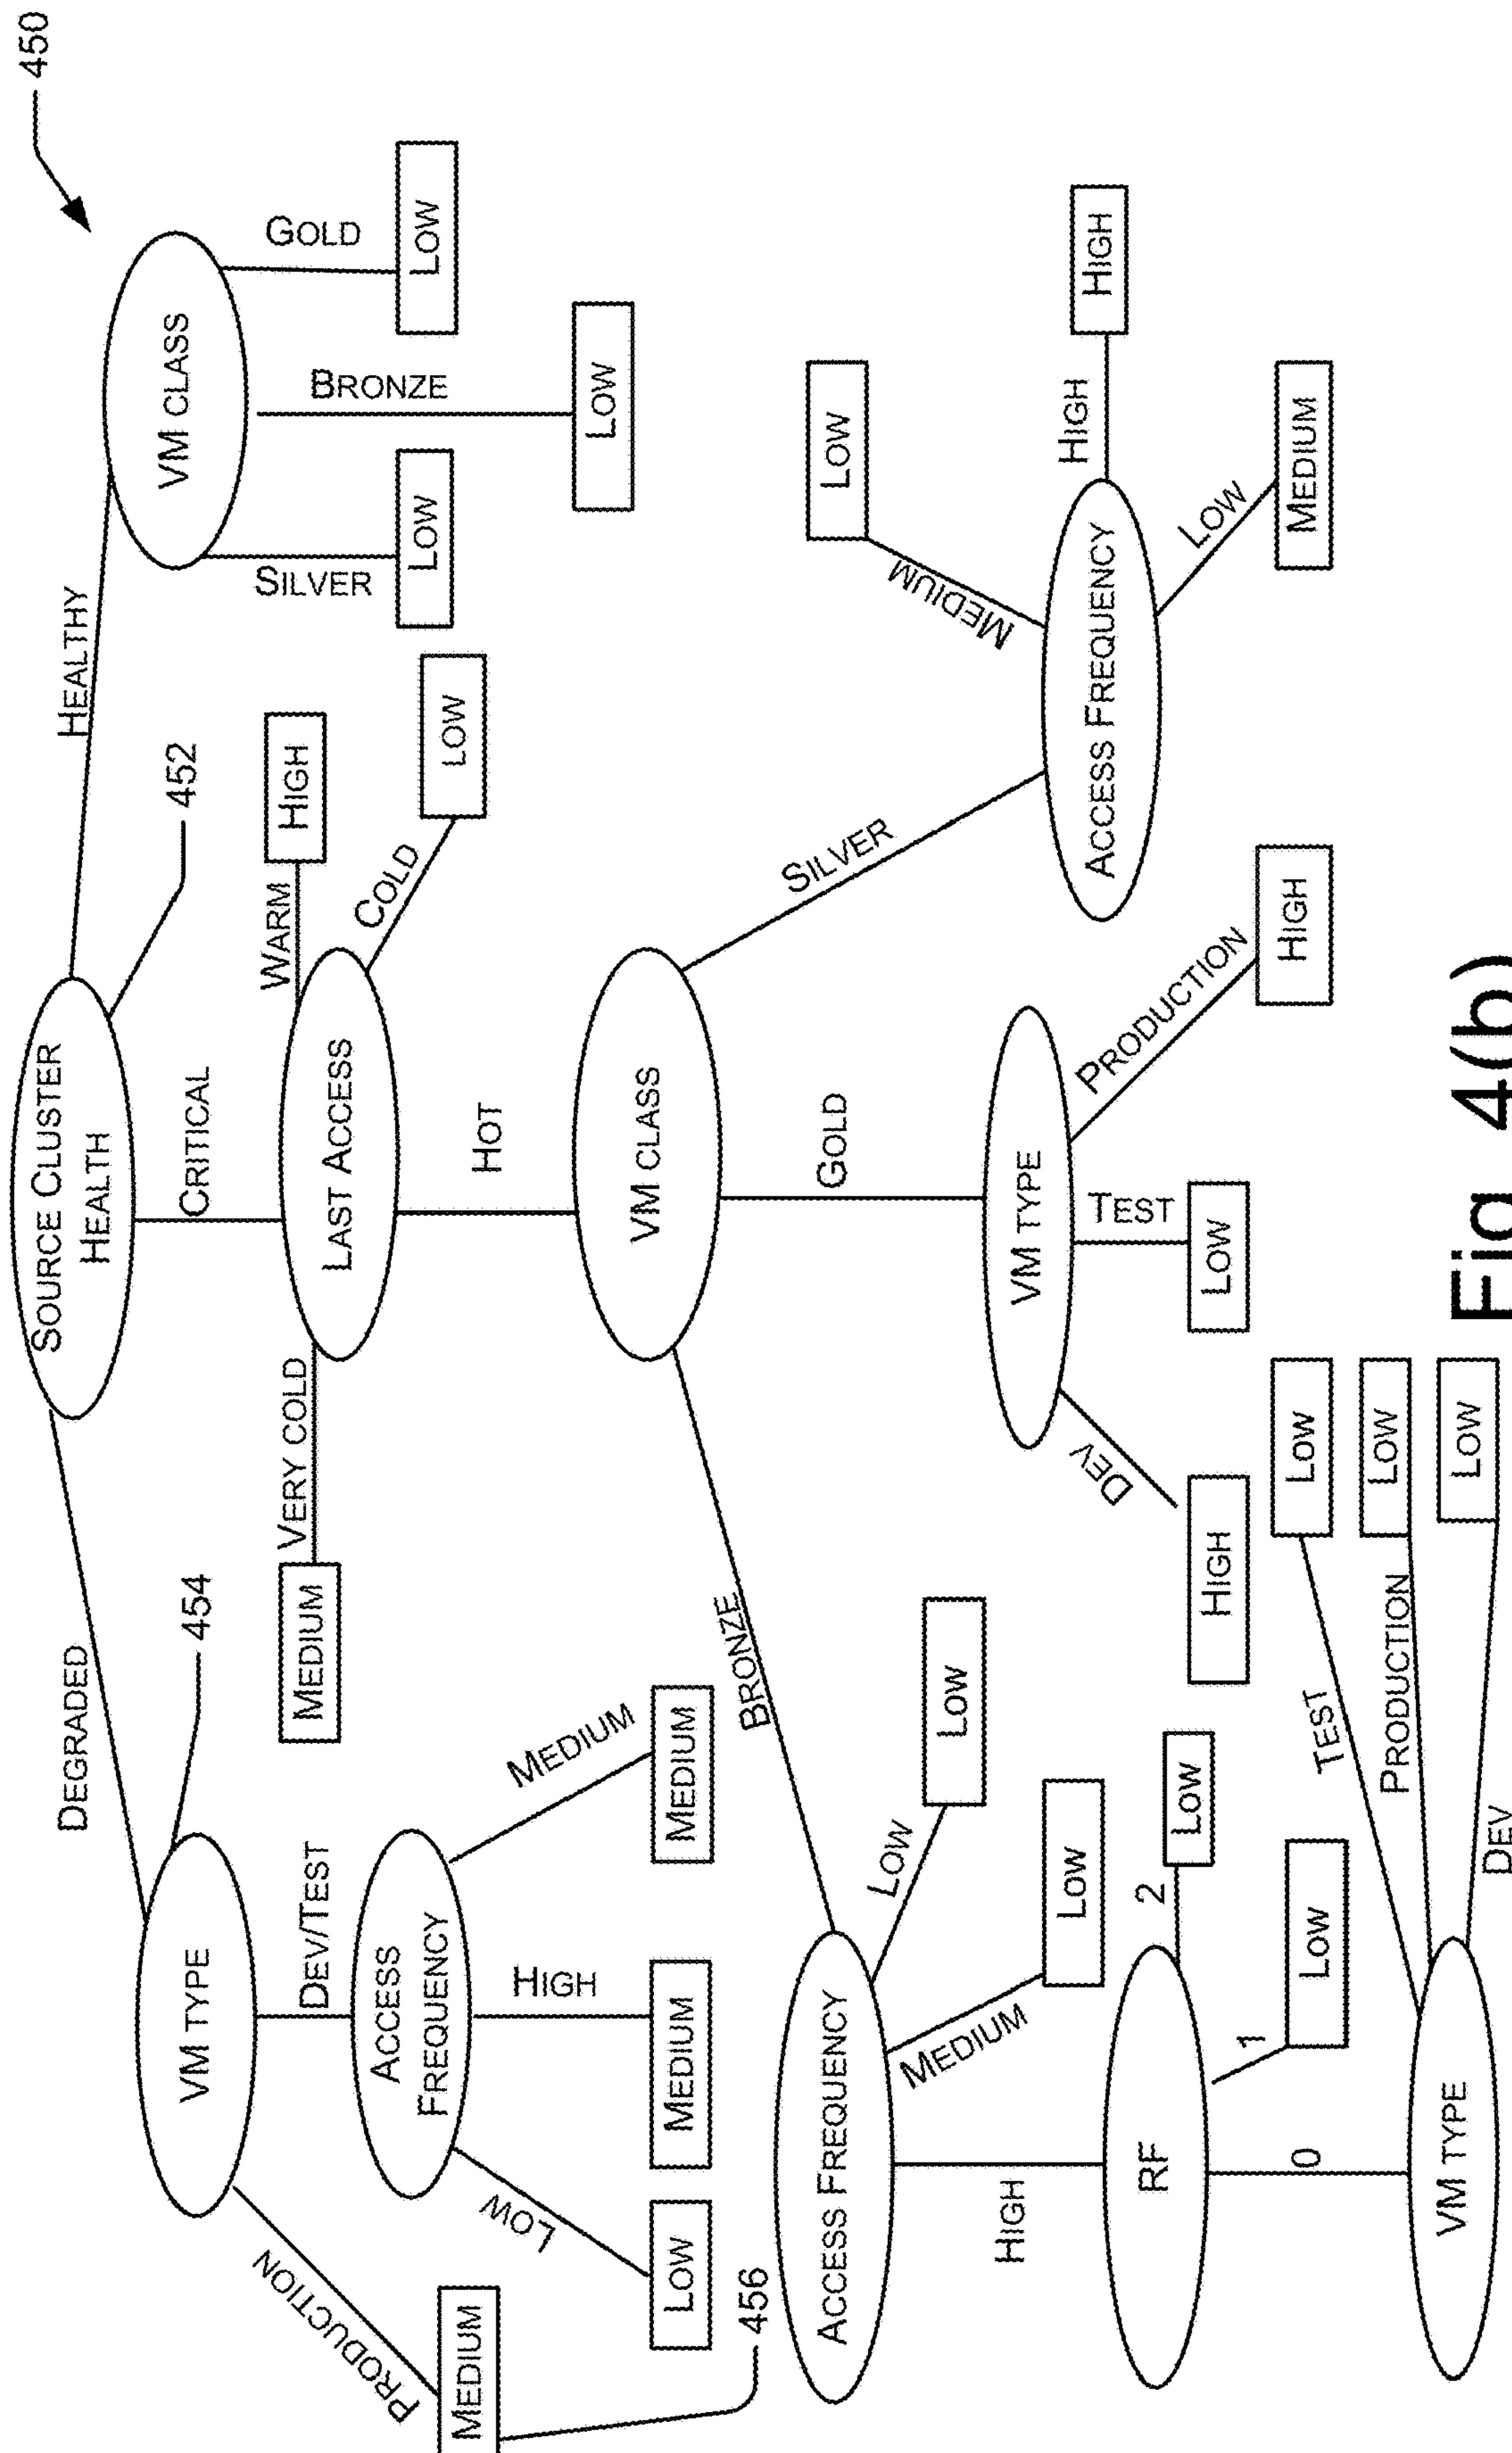 450
SOURCE CLUSTER
HEALTH
452
DEGRADED
CRITICAL
HEALTHY
VM TYPE
454
PRODUCTION
MEDIUM
456
DEV/TEST
ACCESS
FREQUENCY
LOW
LOW
HIGH
MEDIUM
MEDIUM
MEDIUM
LAST ACCESS
VERY COLD
MEDIUM
WARM
HIGH
COLD
LOW
HOT
VM CLASS
SILVER
LOW
BRONZE
LOW
GOLD
LOW
VM CLASS
BRONZE
GOLD
SILVER
ACCESS FREQUENCY
LOW
LOW
MEDIUM
LOW
HIGH
RF
2
LOW
1
LOW
0
VM TYPE
TEST
LOW
PRODUCTION
LOW
DEV
LOW
VM TYPE
DEV
HIGH
TEST
LOW
PRODUCTION
HIGH
ACCESS FREQUENCY
MEDIUM
LOW
HIGH
HIGH
LOW
MEDIUM
Fig. 4(b)